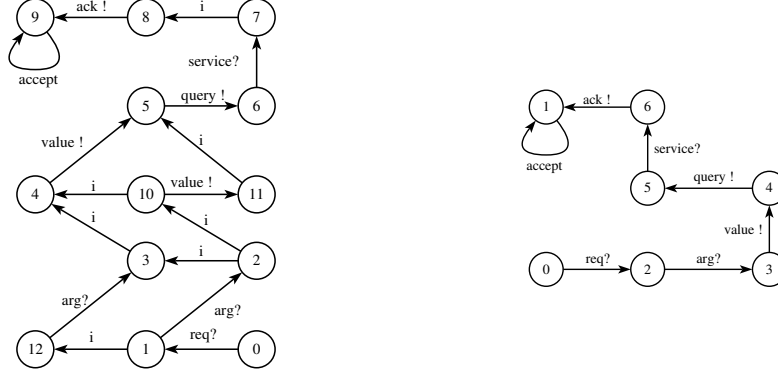 9 ack ! 8 i 7
accept
service?
5 query ! 6
value ! i
4 i 10 value ! 11
i i
3 i 2
arg? arg?
12 i 1 req? 0
1 ack ! 6
accept
service?
5 query ! 4
value !
0 req? 2 arg? 3